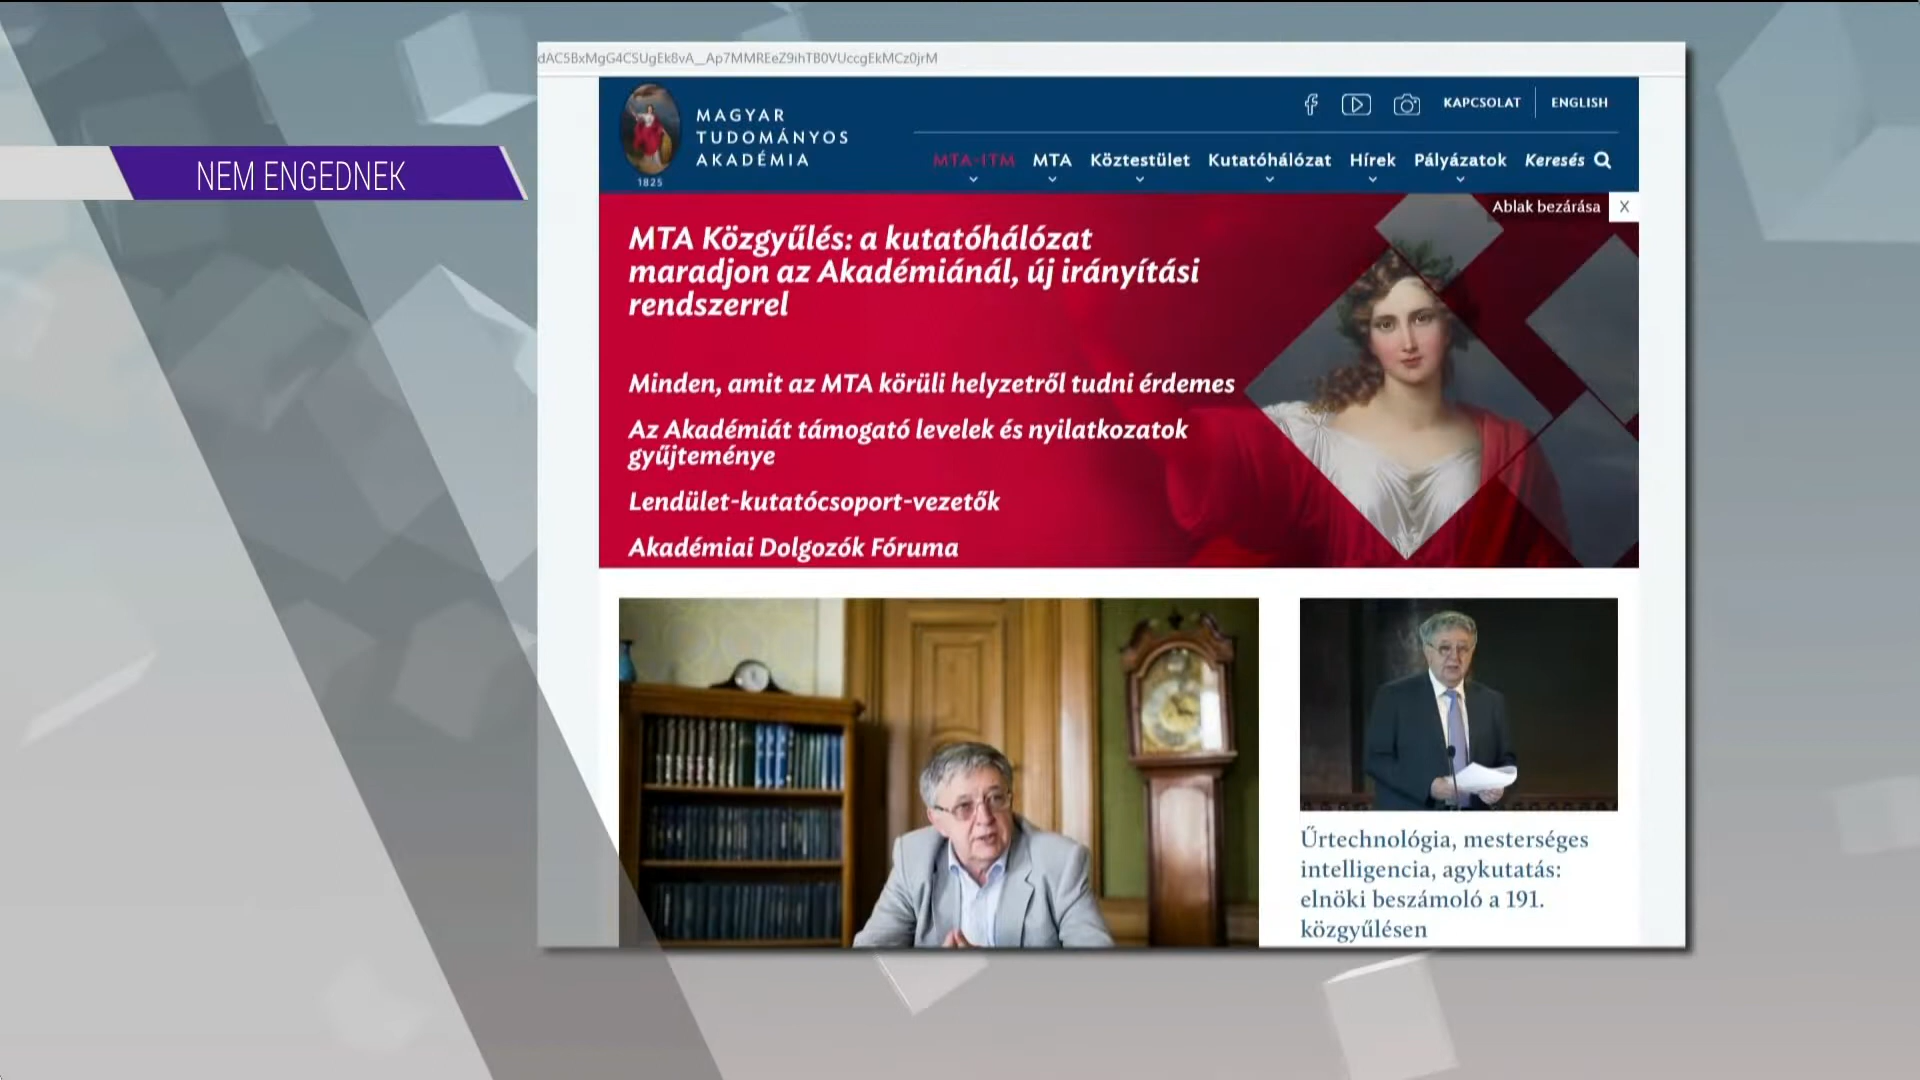 dAC5BxMgG4CSUgEk8vA__Ap7MMREeZ9ihTB0VUccgEkMCz0jrM
NEM ENGEDNEK
MAGYAR
TUDOMÁNYOS
AKADÉMIA
1825
KAPCSOLAT
ENGLISH
MTA-ITM
MTA
Köztestület
Kutatóhálózat
Hírek
Pályázatok
Keresés
Ablak bezárása
X
MTA Közgyűlés: a kutatóhálózat
maradjon az Akadémiánál, új irányítási
rendszerrel
Minden, amit az MTA körüli helyzetről tudni érdemes
Az Akadémiát támogató levelek és nyilatkozatok
gyűjteménye
Lendület-kutatócsoport-vezetők
Akadémiai Dolgozók Fóruma
Űrtechnológia, mesterséges
intelligencia, agykutatás:
elnöki beszámoló a 191.
közgyűlésen